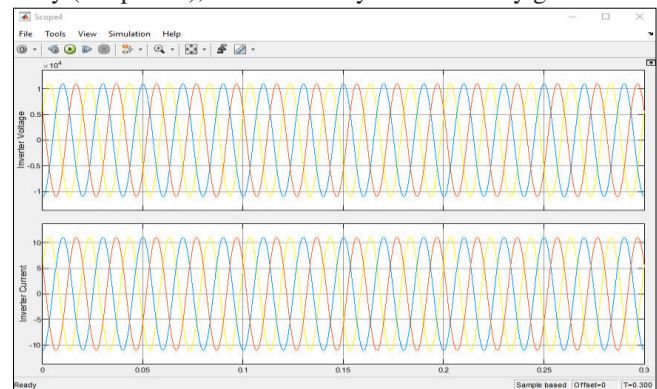 Scope4
File Tools View Simulation Help
×10⁴
1
0.5
0
-0.5
-1
Inverter Voltage
10
5
0
-5
-10
Inverter Current
0 0.05 0.1 0.15 0.2 0.25 0.3
Ready Sample based Offset=0 T=0.300